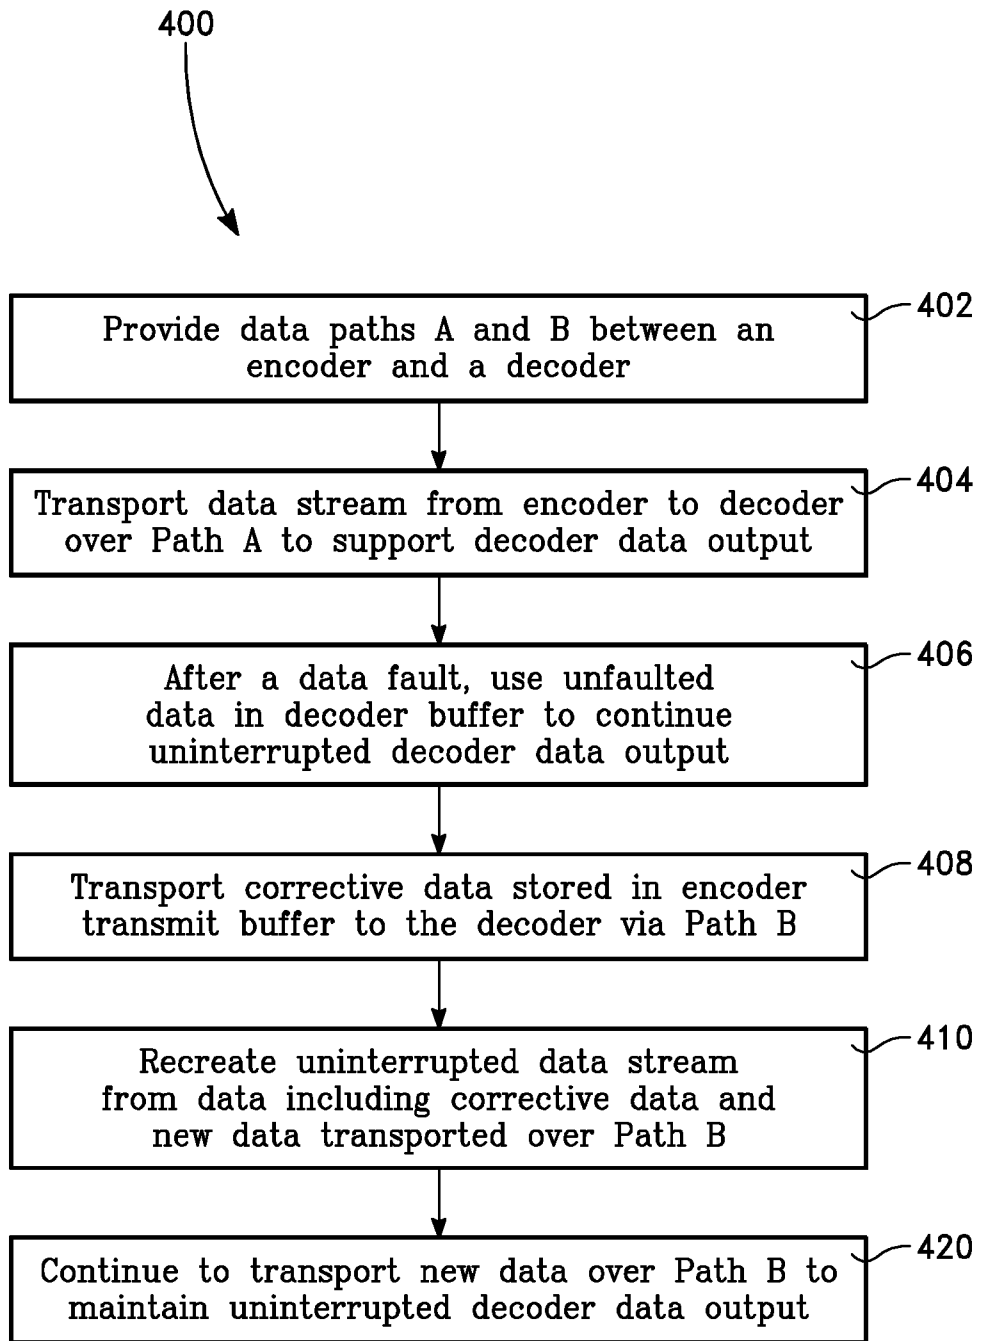 400
402
Provide data paths A and B between an
encoder and a decoder
404
Transport data stream from encoder to decoder
over Path A to support decoder data output
406
After a data fault, use unfaulted
data in decoder buffer to continue
uninterrupted decoder data output
408
Transport corrective data stored in encoder
transmit buffer to the decoder via Path B
410
Recreate uninterrupted data stream
from data including corrective data and
new data transported over Path B
420
Continue to transport new data over Path B to
maintain uninterrupted decoder data output